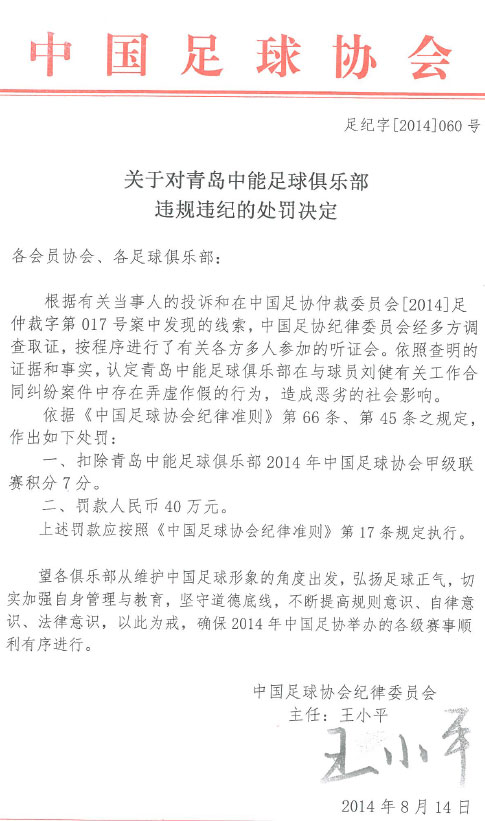 中国足球协会
足纪字[2014]060 号
关于对青岛中能足球俱乐部
违规违纪的处罚决定
各会员协会、各足球俱乐部：
根据有关当事人的投诉和在中国足协仲裁委员会[2014]足
仲裁字第 017 号案中发现的线索，中国足协纪律委员会经多方调
查取证，按程序进行了有关各方多人参加的听证会。依照查明的
证据和事实，认定青岛中能足球俱乐部在与球员刘健有关工作合
同纠纷案件中存在弄虚作假的行为，造成恶劣的社会影响。
依据《中国足球协会纪律准则》第 66 条、第 45 条之规定，
作出如下处罚：
一、扣除青岛中能足球俱乐部 2014 年中国足球协会甲级联
赛积分 7 分。
二、罚款人民币 40 万元。
上述罚款应按照《中国足球协会纪律准则》第 17 条规定执行。
望各俱乐部从维护中国足球形象的角度出发，弘扬足球正气，切
实加强自身管理与教育，坚守道德底线，不断提高规则意识、自律意
识、法律意识，以此为戒，确保 2014 年中国足协举办的各级赛事顺
利有序进行。
中国足球协会纪律委员会
主任：王小平
王小平
2014 年 8 月 14 日